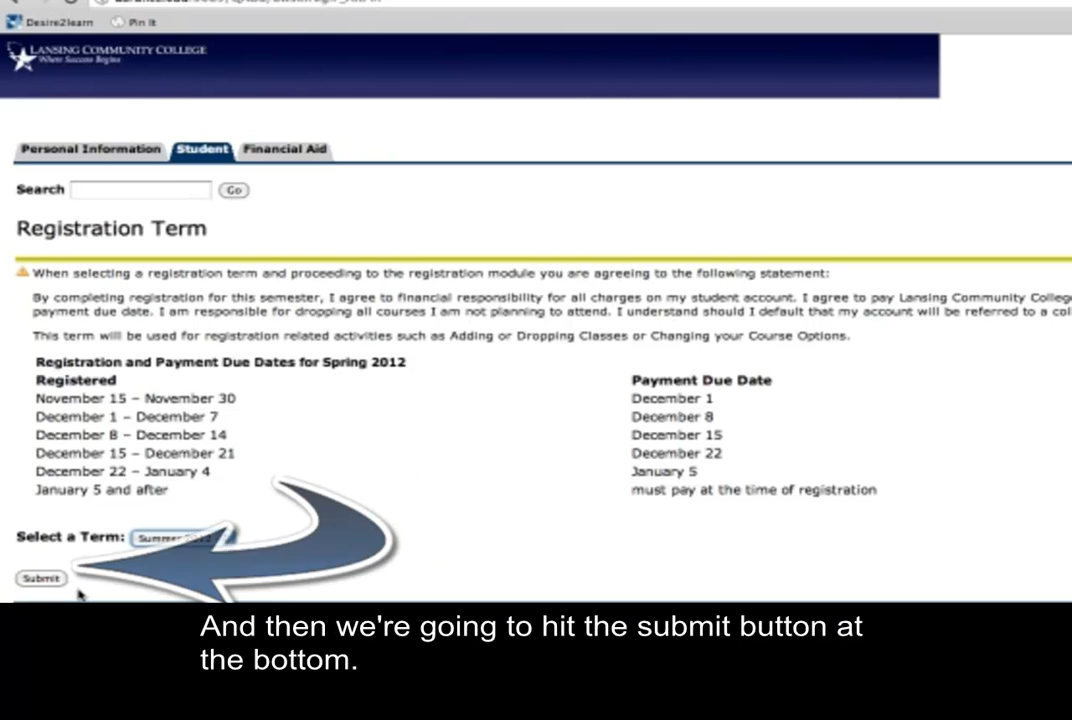 Desire2learn Pin It
LANSING COMMUNITY COLLEGE
Where Success Begins
Personal Information Student Financial Aid
Search Go
Registration Term
When selecting a registration term and proceeding to the registration module you are agreeing to the following statement:
By completing registration for this semester, I agree to financial responsibility for all charges on my student account. I agree to pay Lansing Community Colleg
payment due date. I am responsible for dropping all courses I am not planning to attend. I understand should I default that my account will be referred to a col
This term will be used for registration related activities such as Adding or Dropping Classes or Changing your Course Options.
Registration and Payment Due Dates for Spring 2012
Registered Payment Due Date
November 15 - November 30 December 1
December 1 - December 7 December 8
December 8 - December 14 December 15
December 15 - December 21 December 22
December 22 - January 4 January 5
January 5 and after must pay at the time of registration
Select a Term: Summer
Submit
And then we're going to hit the submit button at
the bottom.